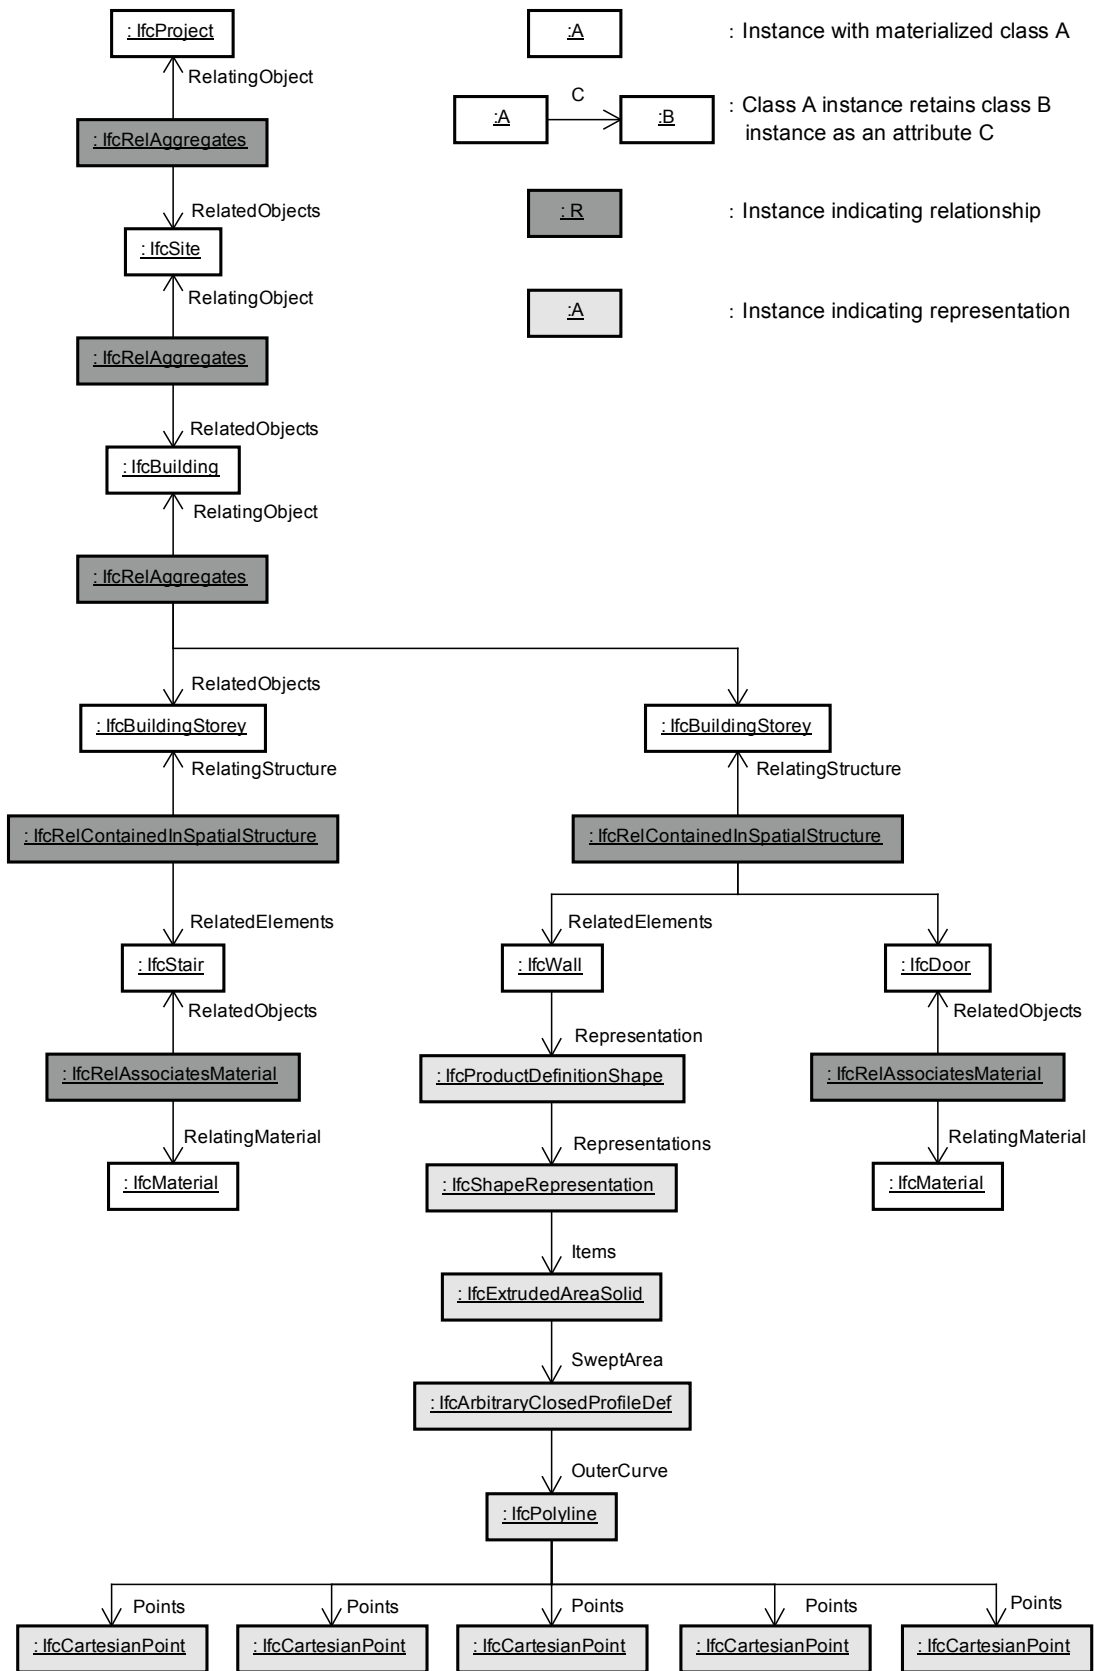 : IfcProject
:A
: Instance with materialized class A
RelatingObject
C
:A
:B
: Class A instance retains class B
instance as an attribute C
: IfcRelAggregates
RelatedObjects
: R
: Instance indicating relationship
: IfcSite
RelatingObject
:A
: Instance indicating representation
: IfcRelAggregates
RelatedObjects
: IfcBuilding
RelatingObject
: IfcRelAggregates
RelatedObjects
: IfcBuildingStorey
: IfcBuildingStorey
RelatingStructure
RelatingStructure
: IfcRelContainedInSpatialStructure
: IfcRelContainedInSpatialStructure
RelatedElements
RelatedElements
: IfcStair
: IfcWall
: IfcDoor
RelatedObjects
RelatedObjects
Representation
: IfcRelAssociatesMaterial
: IfcProductDefinitionShape
: IfcRelAssociatesMaterial
RelatingMaterial
Representations
RelatingMaterial
: IfcMaterial
: IfcShapeRepresentation
: IfcMaterial
Items
: IfcExtrudedAreaSolid
SweptArea
: IfcArbitraryClosedProfileDef
OuterCurve
: IfcPolyline
Points
Points
Points
Points
Points
: IfcCartesianPoint
: IfcCartesianPoint
: IfcCartesianPoint
: IfcCartesianPoint
: IfcCartesianPoint